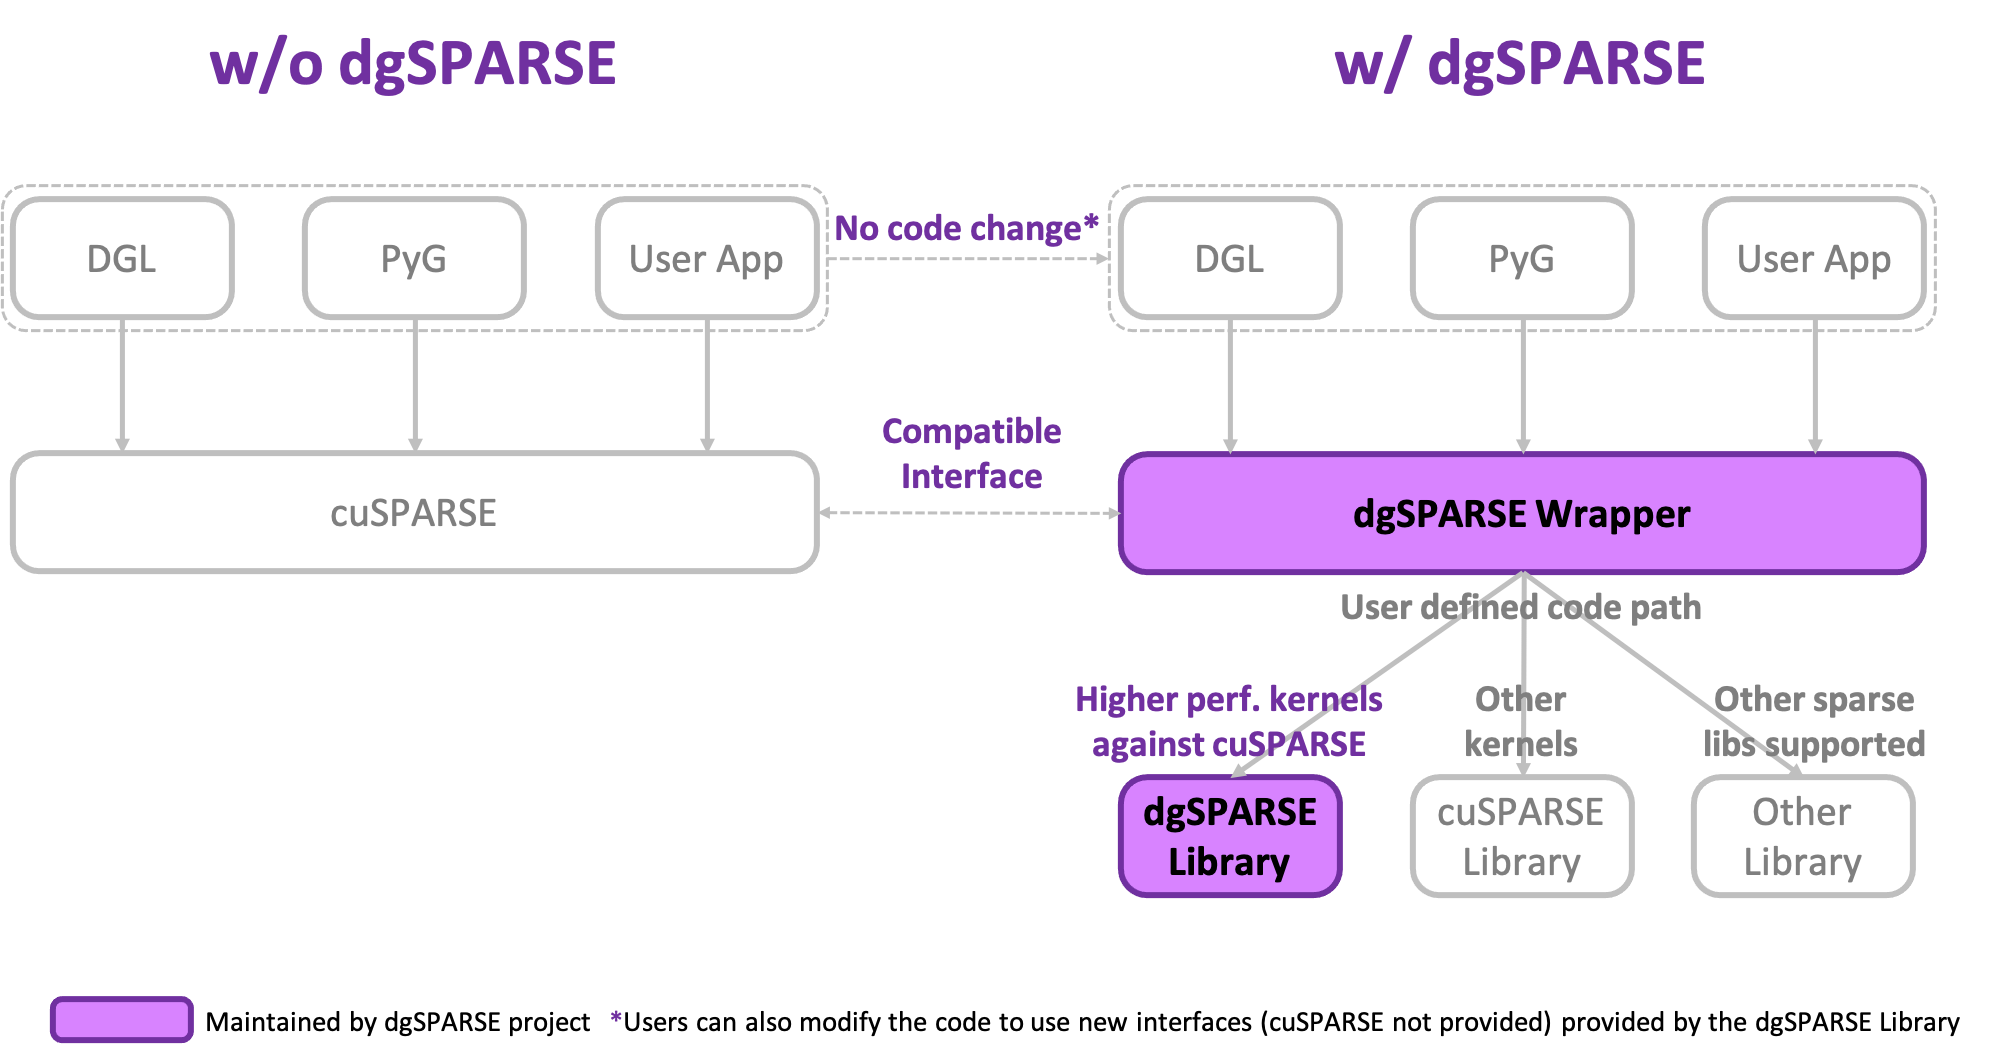 w/o dgSPARSE
w/ dgSPARSE
DGL
PyG
User App
No code change*
DGL
PyG
User App
cuSPARSE
Compatible
Interface
dgSPARSE Wrapper
User defined code path
Higher perf. kernels
against cuSPARSE
Other
kernels
Other sparse
libs supported
dgSPARSE
Library
cuSPARSE
Library
Other
Library
Maintained by dgSPARSE project
*Users can also modify the code to use new interfaces (cuSPARSE not provided) provided by the dgSPARSE Library